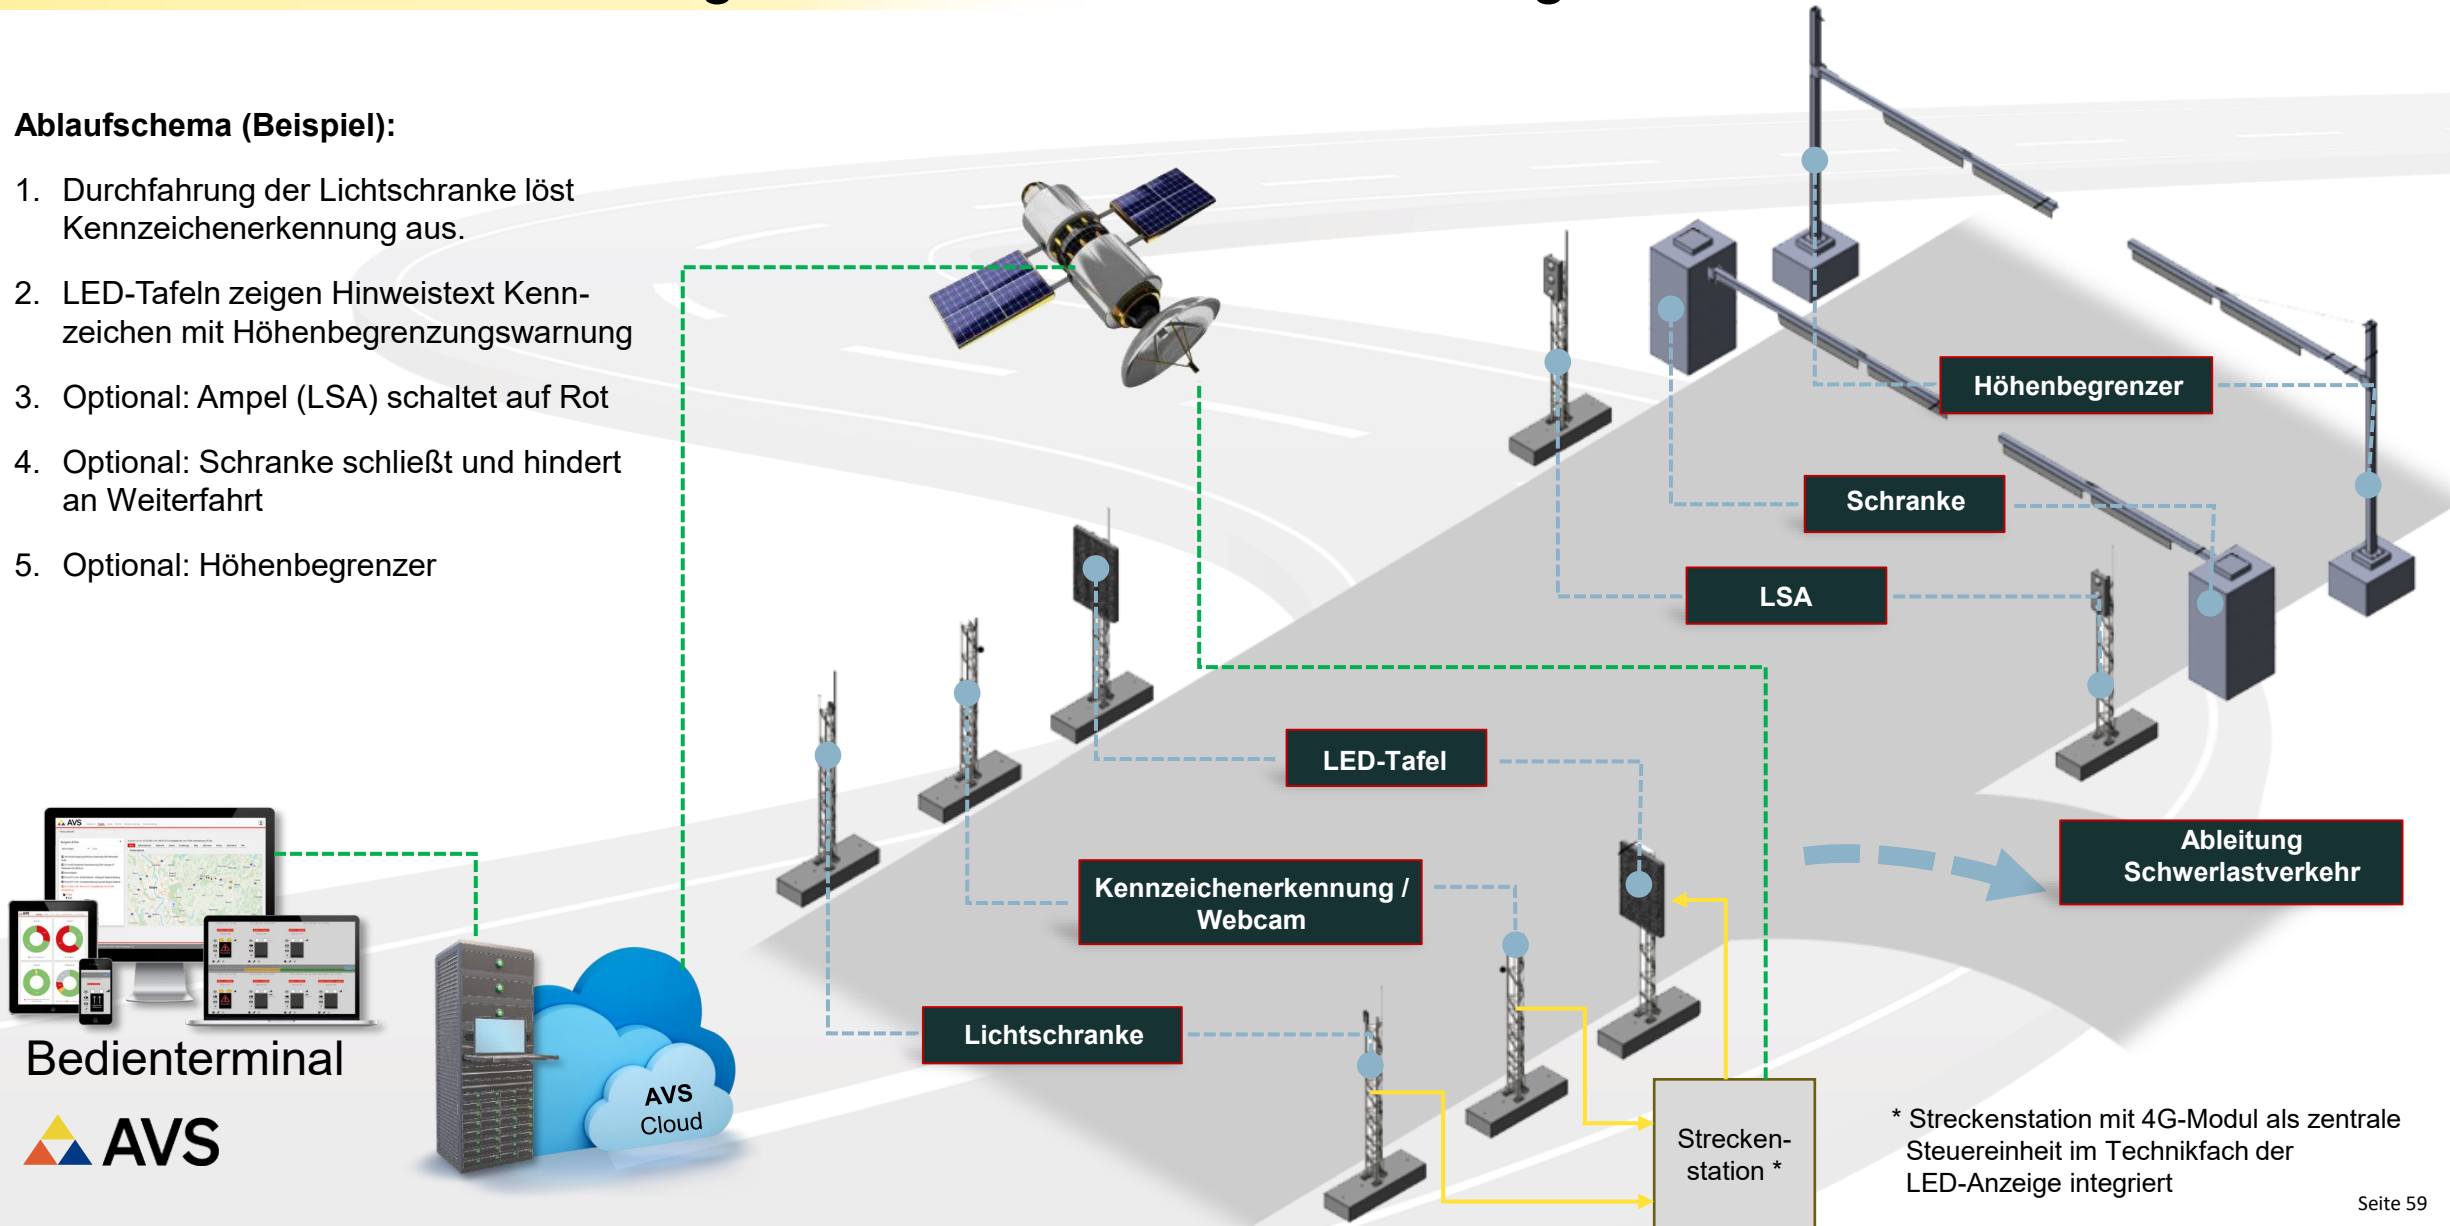 Ablaufschema (Beispiel):
1. Durchfahrung der Lichtschranke löst
Kennzeichenerkennung aus.
2. LED-Tafeln zeigen Hinweistext Kenn-
zeichen mit Höhenbegrenzungswarnung
3. Optional: Ampel (LSA) schaltet auf Rot
4. Optional: Schranke schließt und hindert
an Weiterfahrt
5. Optional: Höhenbegrenzer
Höhenbegrenzer
Schranke
LSA
LED-Tafel
Kennzeichenerkennung /
Webcam
Lichtschranke
Ableitung
Schwerlastverkehr
AVS
Bedienterminal
AVS
AVS
Cloud
Strecken-
station *
* Streckenstation mit 4G-Modul als zentrale
Steuereinheit im Technikfach der
LED-Anzeige integriert
Seite 59